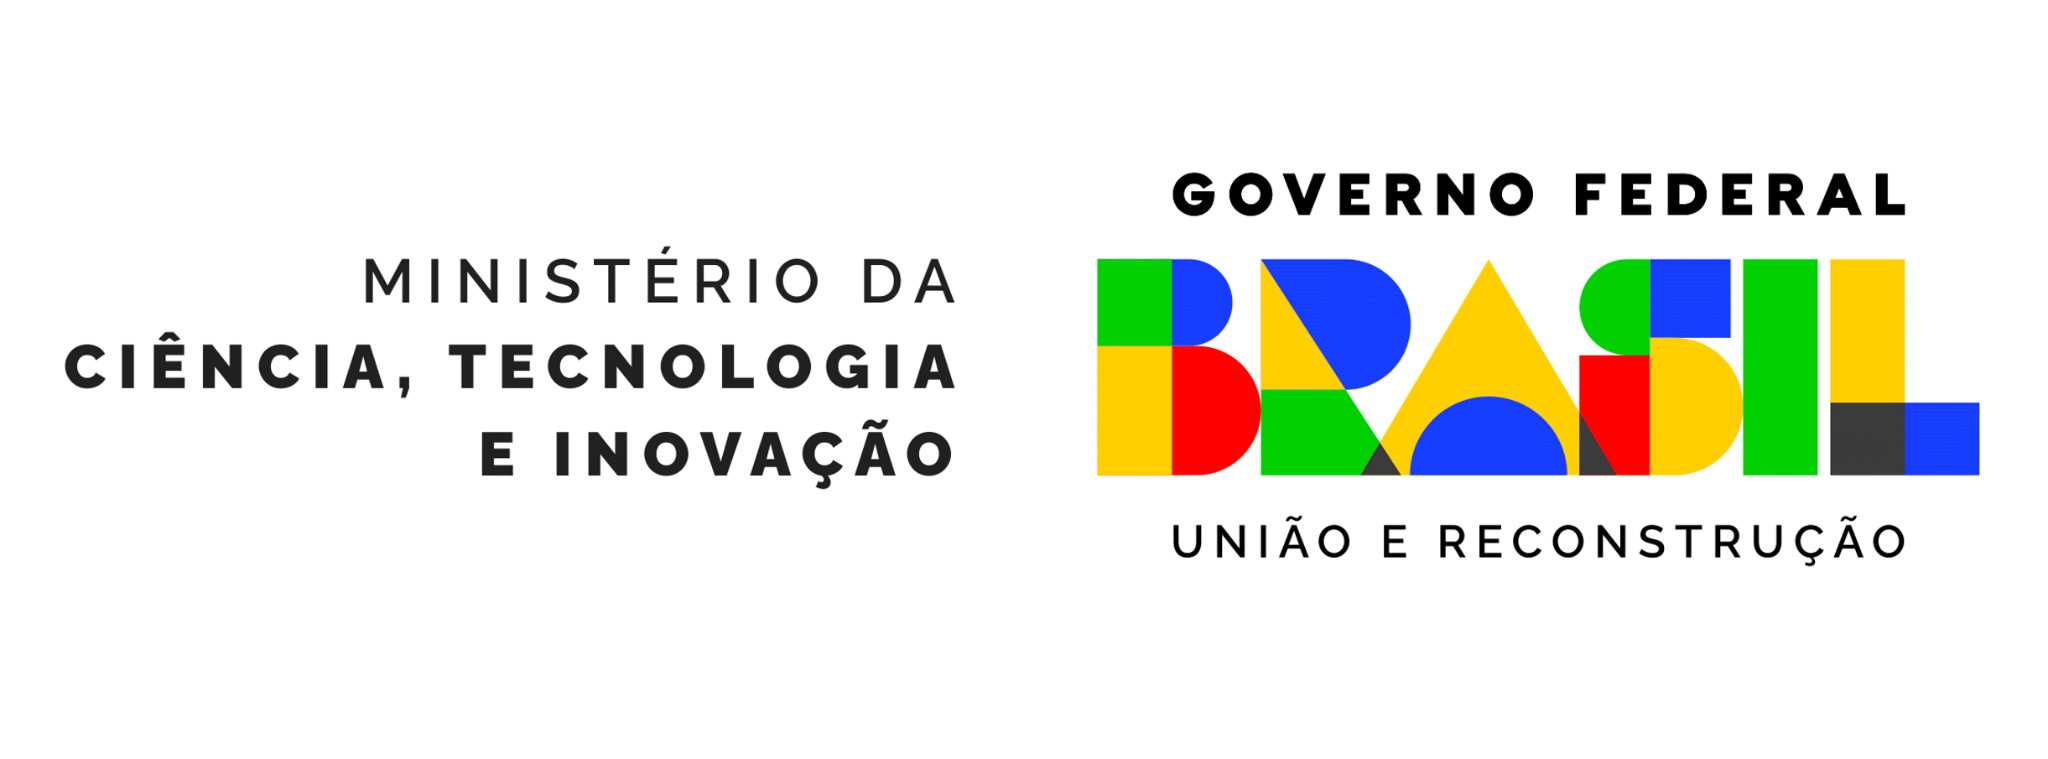 MINISTÉRIO DA
CIÊNCIA, TECNOLOGIA
E INOVAÇÃO
GOVERNO FEDERAL
BRASIL
UNIÃO E RECONSTRUÇÃO